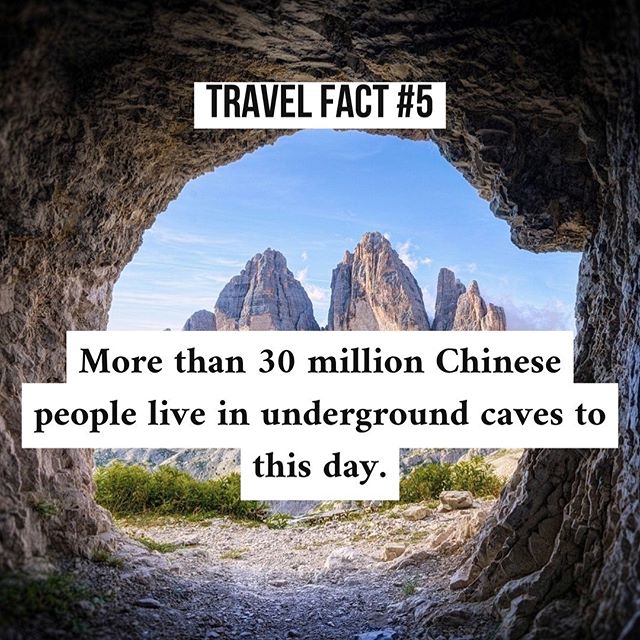 TRAVEL FACT #5
More than 30 million Chinese
people live in underground caves to
this day.